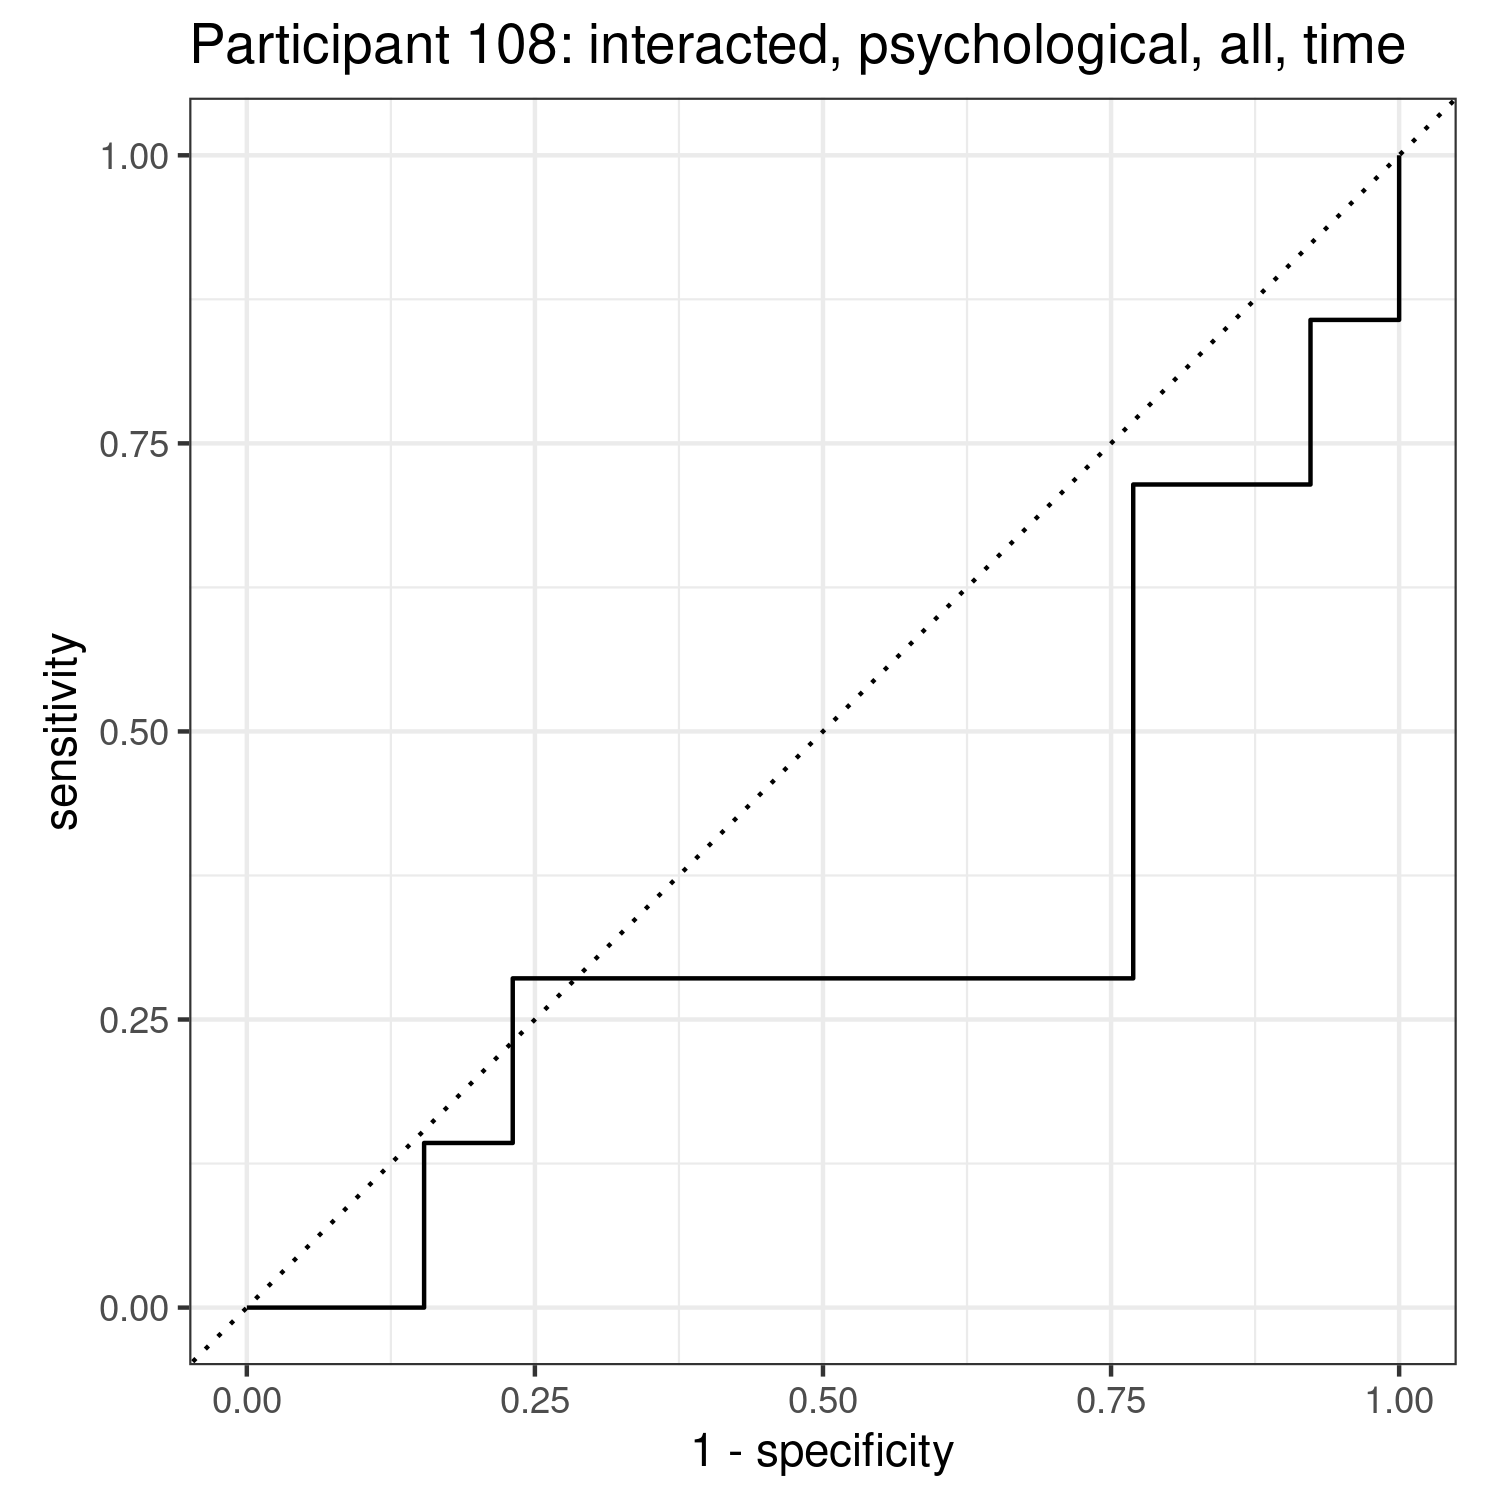 Participant 108: interacted, psychological, all, time
1.00
0.75
0.50
0.25
0.00
sensitivity
0.00 0.25 0.50 0.75 1.00
1 - specificity